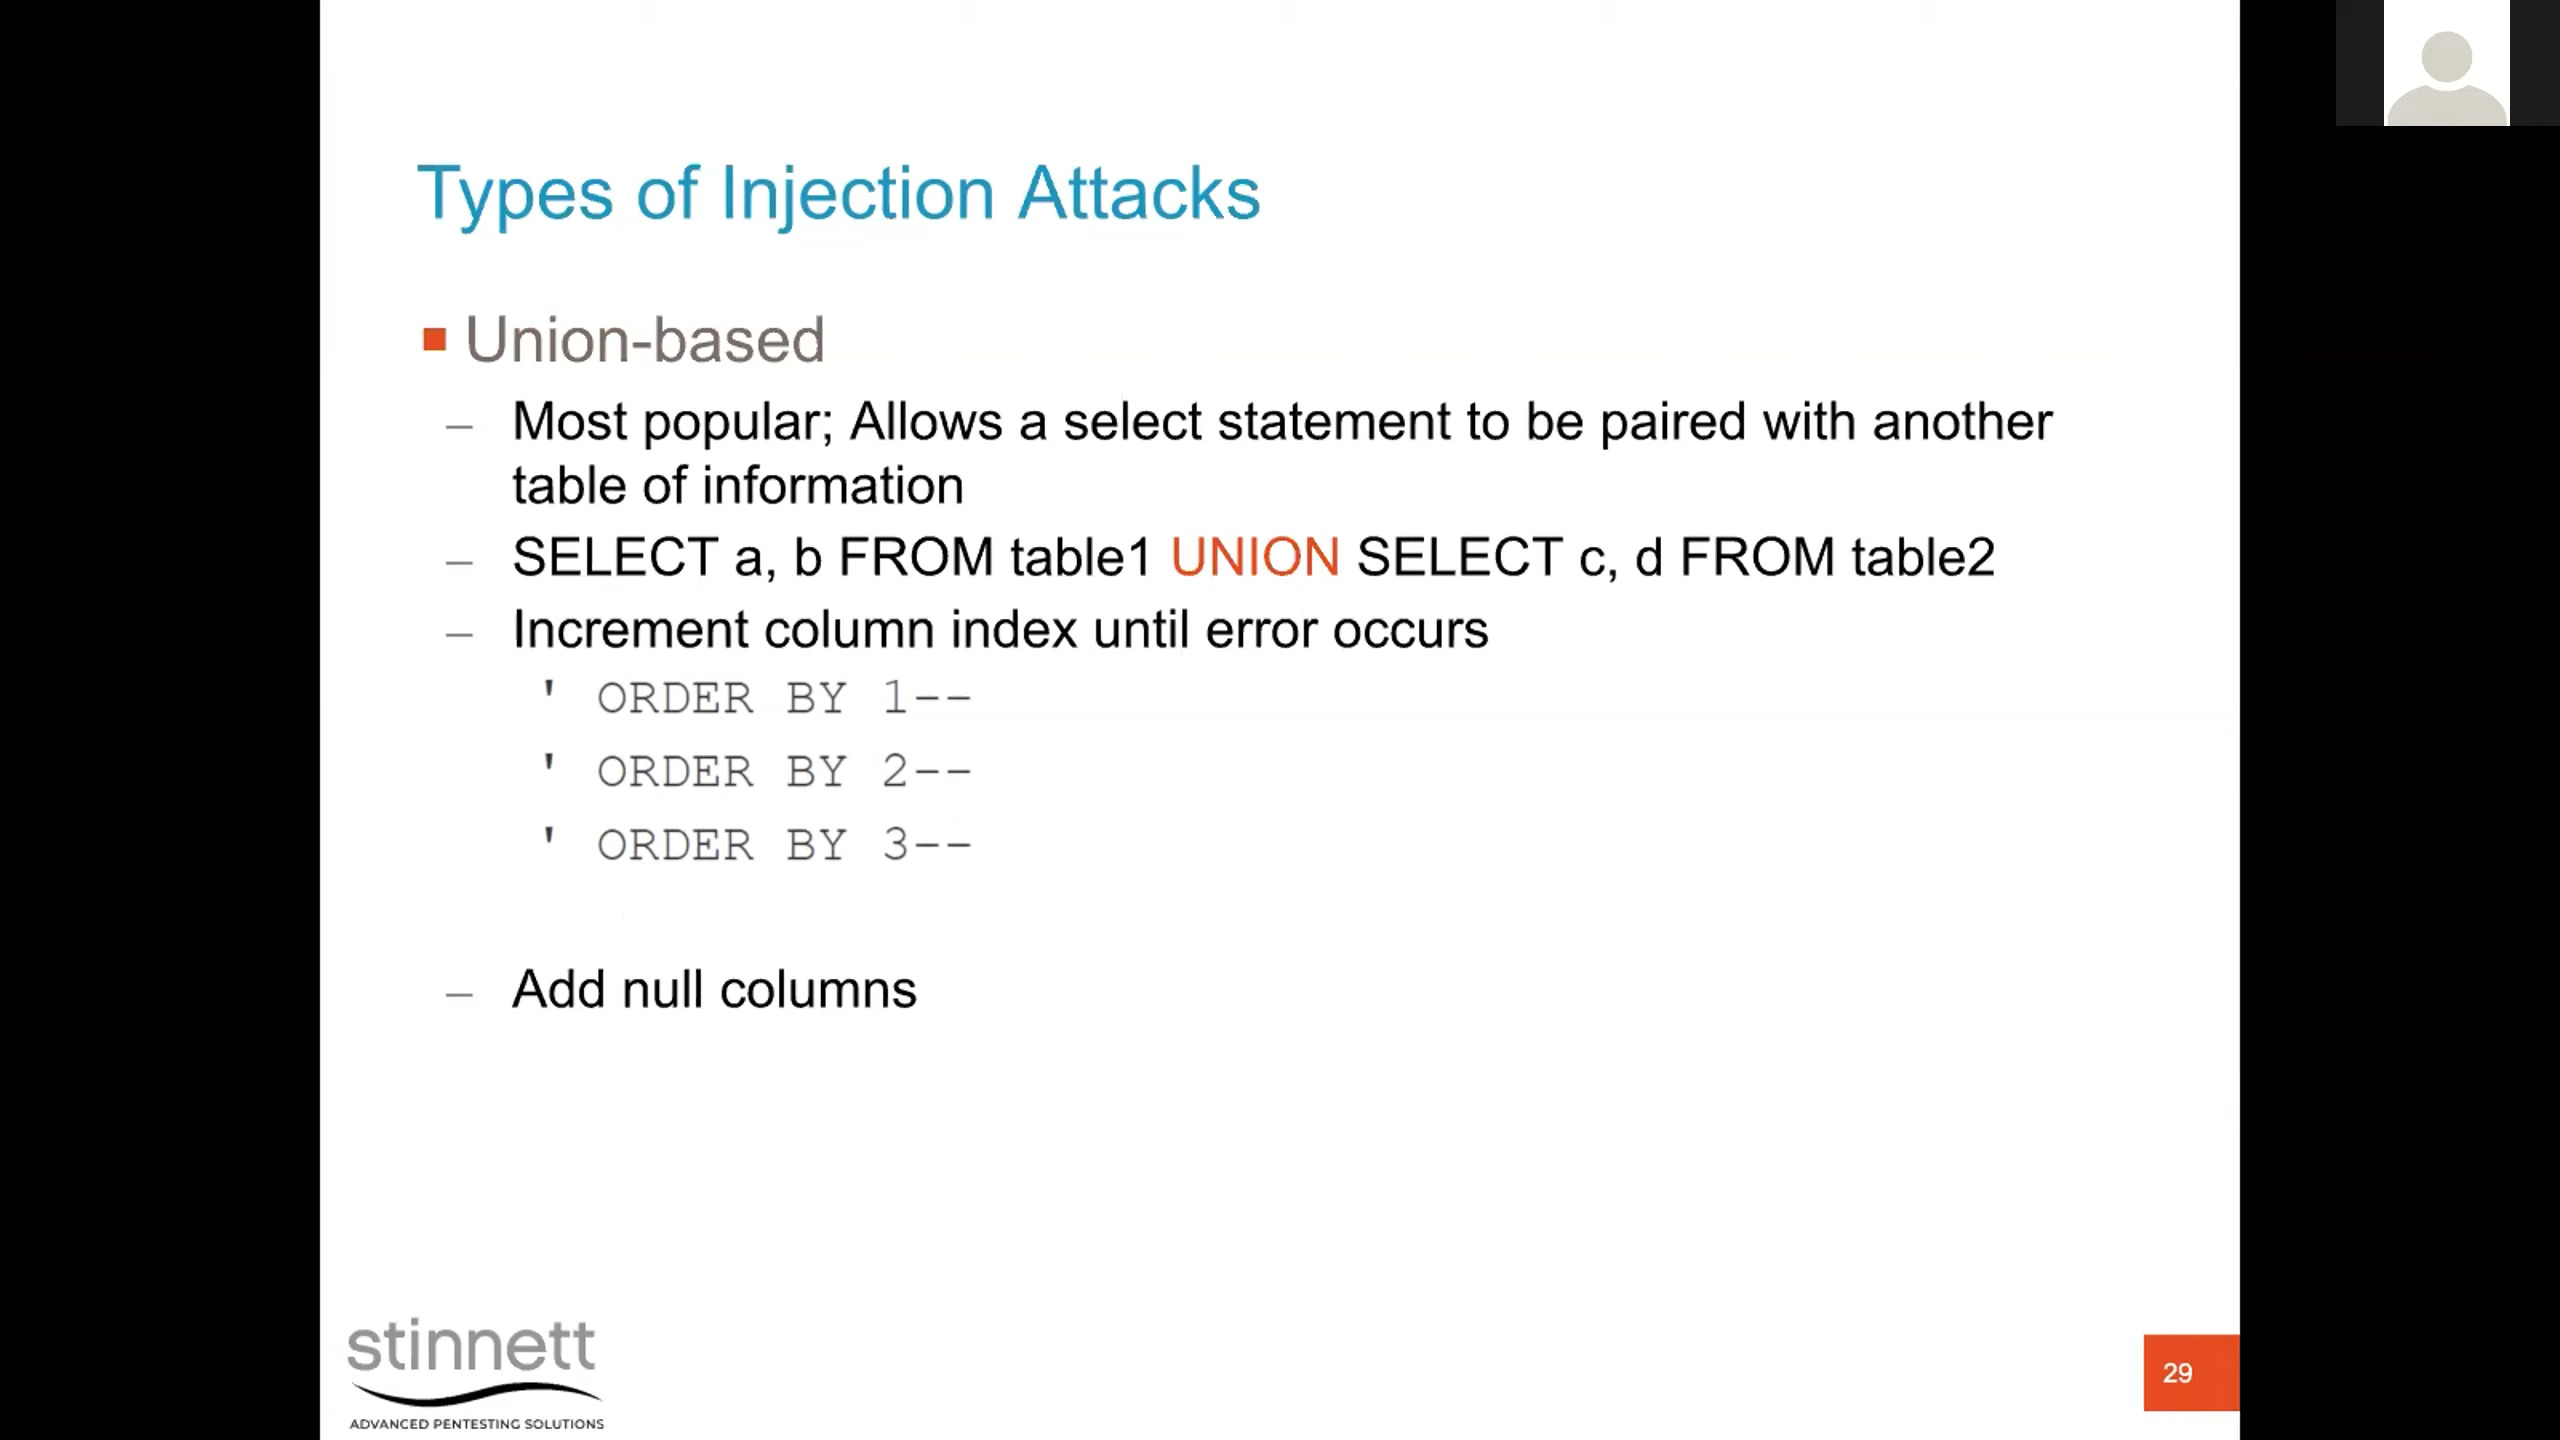 Types of Injection Attacks
Union-based
– Most popular; Allows a select statement to be paired with another
table of information
– SELECT a, b FROM table1 UNION SELECT c, d FROM table2
– Increment column index until error occurs
' ORDER BY 1--
' ORDER BY 2--
' ORDER BY 3--
– Add null columns
stinnett
ADVANCED PENTESTING SOLUTIONS
29